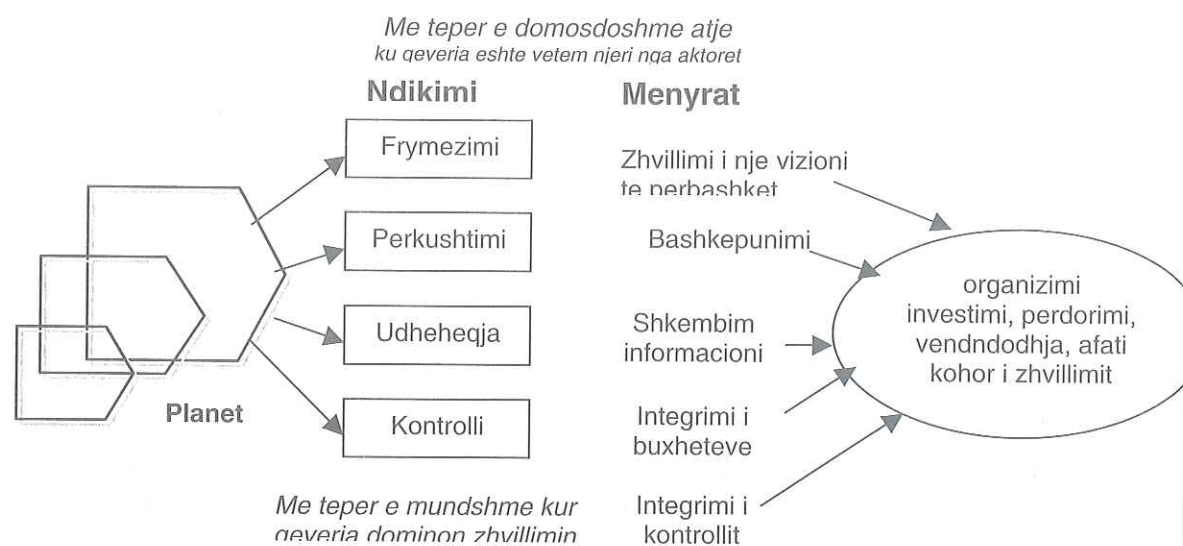 Me teper e domosdoshme atje
ku qeveria eshte vetem njeri nga aktoret
Ndikimi
Menyrat
Frymezimi
Perkushtimi
Udheheqja
Kontrolli
Planet
Zhvillimi i nje vizioni
te perbashket
Bashkepunimi
Shkembim
informacioni
Integrimi i
buxheteve
Integrimi i
kontrollit
organizimi
investimi, perdorimi,
vendndodhja, afati
kohor i zhvillimit
Me teper e mundshme kur
qeveria dominon zhvillimin